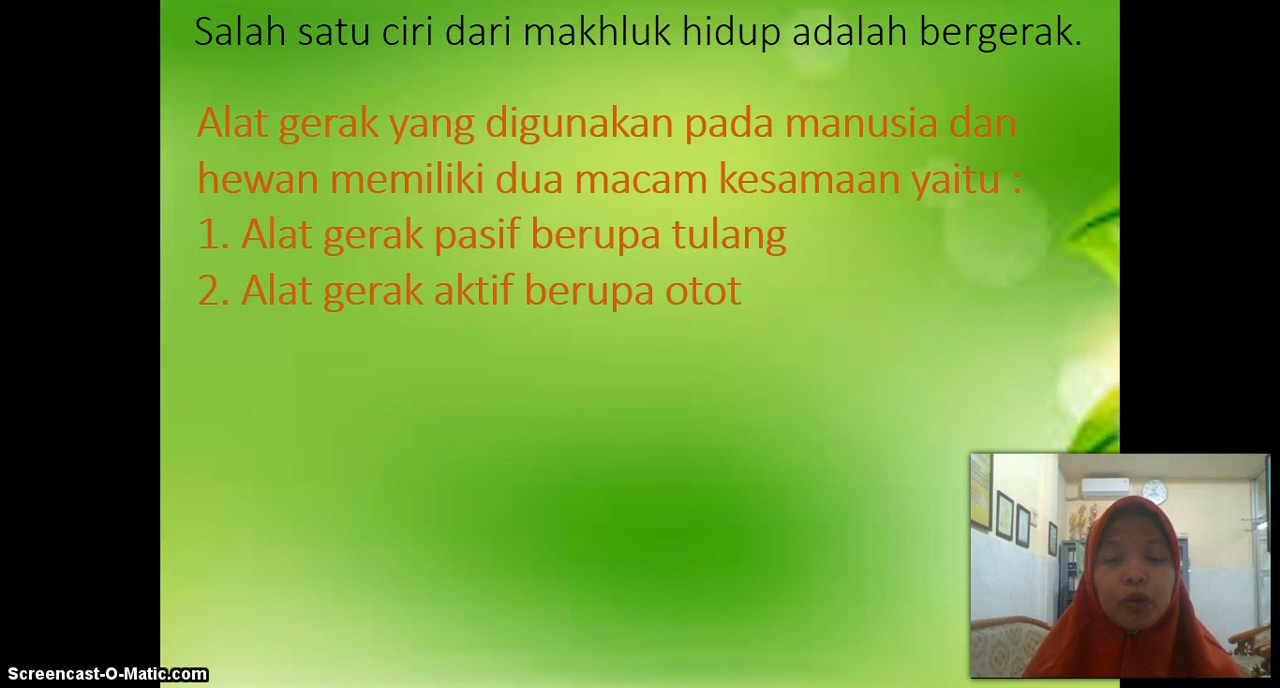 Salah satu ciri dari makhluk hidup adalah bergerak.
Alat gerak yang digunakan pada manusia dan
hewan memiliki dua macam kesamaan yaitu :
1. Alat gerak pasif berupa tulang
2. Alat gerak aktif berupa otot
Screencast-O-Matic.com